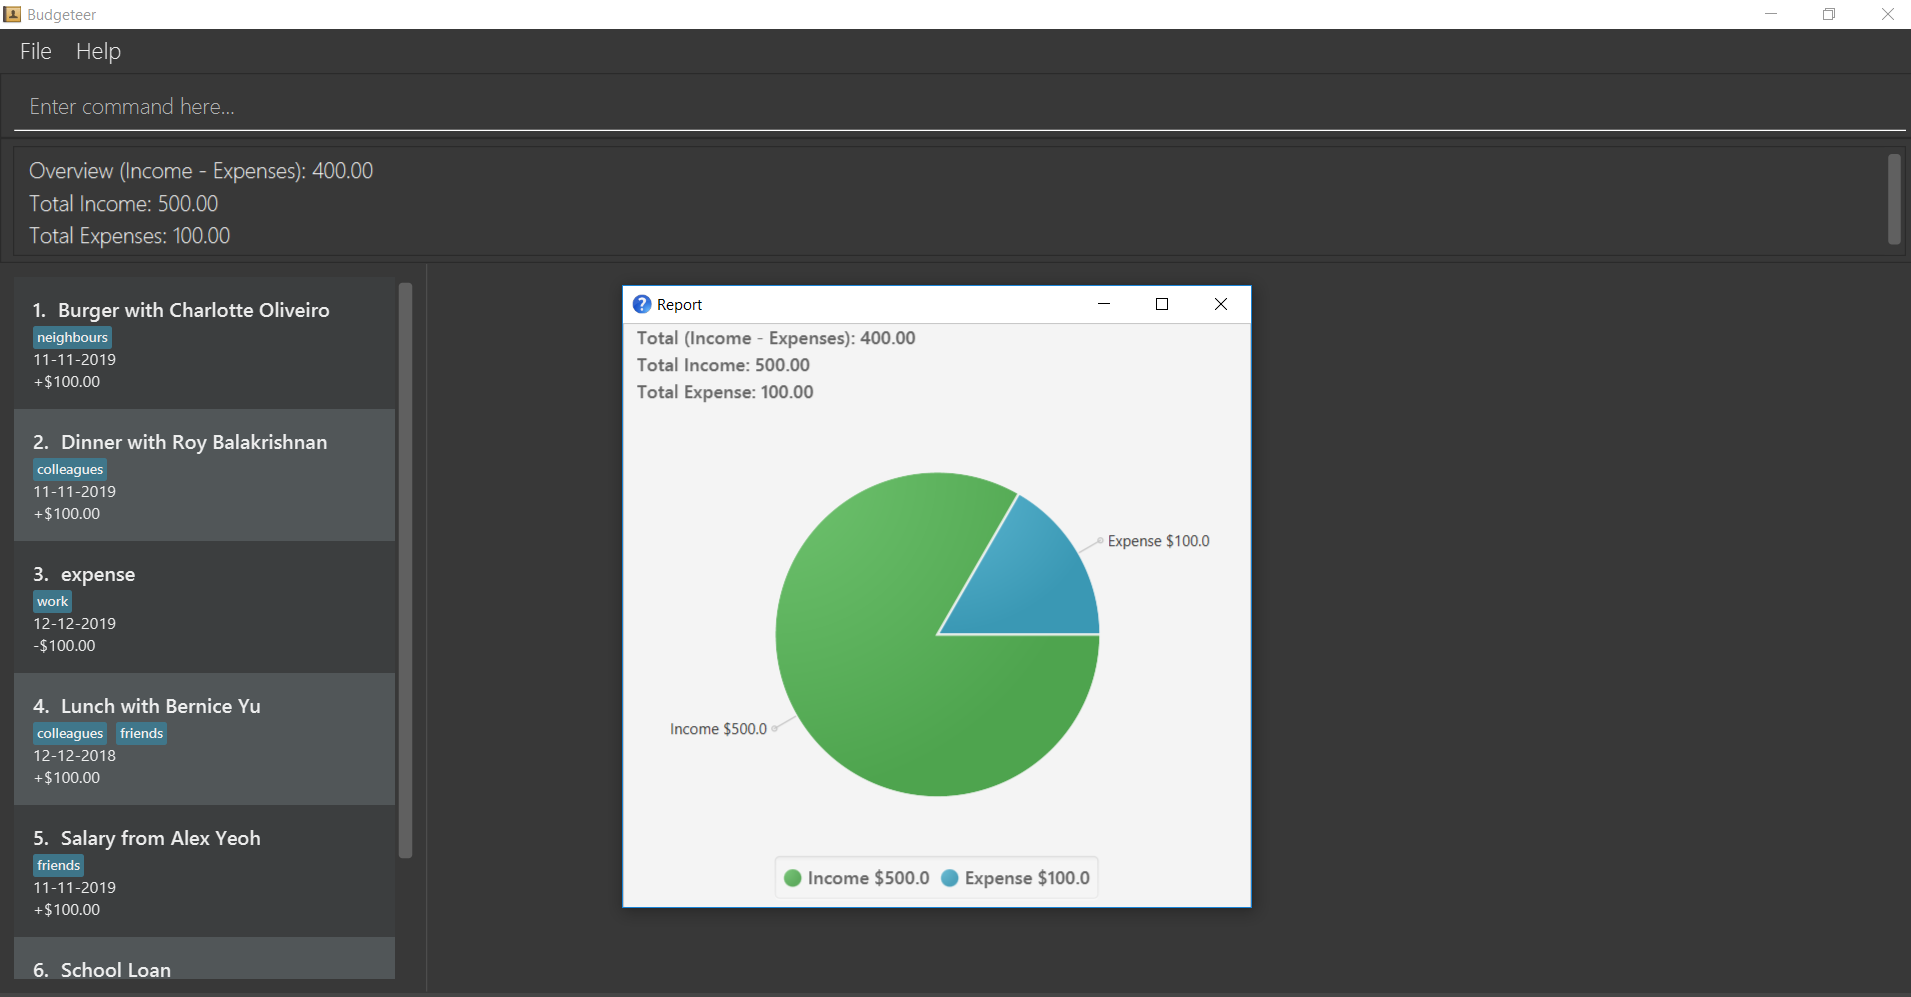 Budgeteer
File Help
Enter command here...
Overview (Income - Expenses): 400.00
Total Income: 500.00
Total Expenses: 100.00
1. Burger with Charlotte Oliveiro
neighbours
11-11-2019
+$100.00
2. Dinner with Roy Balakrishnan
colleagues
11-11-2019
+$100.00
3. expense
work
12-12-2019
-$100.00
4. Lunch with Bernice Yu
colleagues friends
12-12-2018
+$100.00
5. Salary from Alex Yeoh
friends
11-11-2019
+$100.00
6. School Loan
Report
Total (Income - Expenses): 400.00
Total Income: 500.00
Total Expense: 100.00
Expense $100.0
Income $500.0
Income $500.0 Expense $100.0